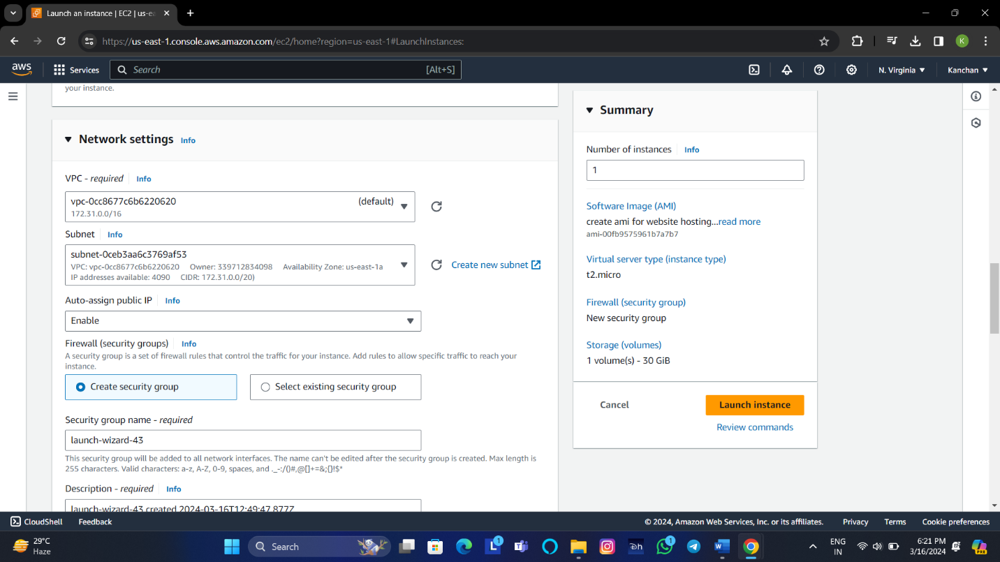 Launch an instance | EC2 | us-ea
https://us-east-1.console.aws.amazon.com/ec2/home?region=us-east-1#LaunchInstances:
K
aws
Services
Search
[Alt+S]
N. Virginia
Kanchan
your instance.
Network settings Info
VPC - required Info
vpc-0cc8677c6b6220620 (default)
172.31.0.0/16
Subnet Info
subnet-0ceb3aa6c3769af53
VPC: vpc-0cc8677c6b6220620 Owner: 339712834098 Availability Zone: us-east-1a
IP addresses available: 4090 CIDR: 172.31.0.0/20)
Create new subnet
Auto-assign public IP Info
Enable
Firewall (security groups) Info
A security group is a set of firewall rules that control the traffic for your instance. Add rules to allow specific traffic to reach your
instance.
Create security group
Select existing security group
Security group name - required
launch-wizard-43
This security group will be added to all network interfaces. The name can't be edited after the security group is created. Max length is
255 characters. Valid characters: a-z, A-Z, 0-9, spaces, and ._-:/()#,@[]+=&;{}!$*
Description - required Info
launch-wizard-43 created 2024-03-16T12:49:47.877Z
Summary
Number of instances Info
1
Software Image (AMI)
create ami for website hosting...read more
ami-00fb9575961b7a7b7
Virtual server type (instance type)
t2.micro
Firewall (security group)
New security group
Storage (volumes)
1 volume(s) - 30 GiB
Cancel
Launch instance
Review commands
CloudShell
Feedback
© 2024, Amazon Web Services, Inc. or its affiliates.
Privacy
Terms
Cookie preferences
29°C
Haze
Search
L
1
Dh
1
W
ENG
IN
6:21 PM
3/16/2024
PRE